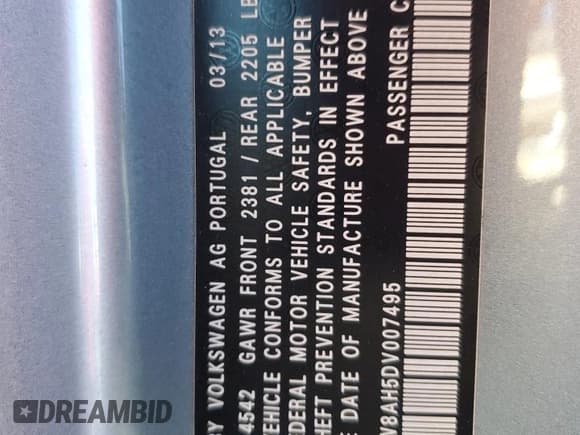 BY VOLKSWAGEN AG PORTUGAL 03/13
4542 GAWR FRONT 2381 / REAR 2205 LB
VEHICLE CONFORMS TO ALL APPLICABLE
FEDERAL MOTOR VEHICLE SAFETY, BUMPER
THEFT PREVENTION STANDARDS IN EFFECT
DATE OF MANUFACTURE SHOWN ABOVE
PASSENGER C
V8AH5DV007495
DREAMBID